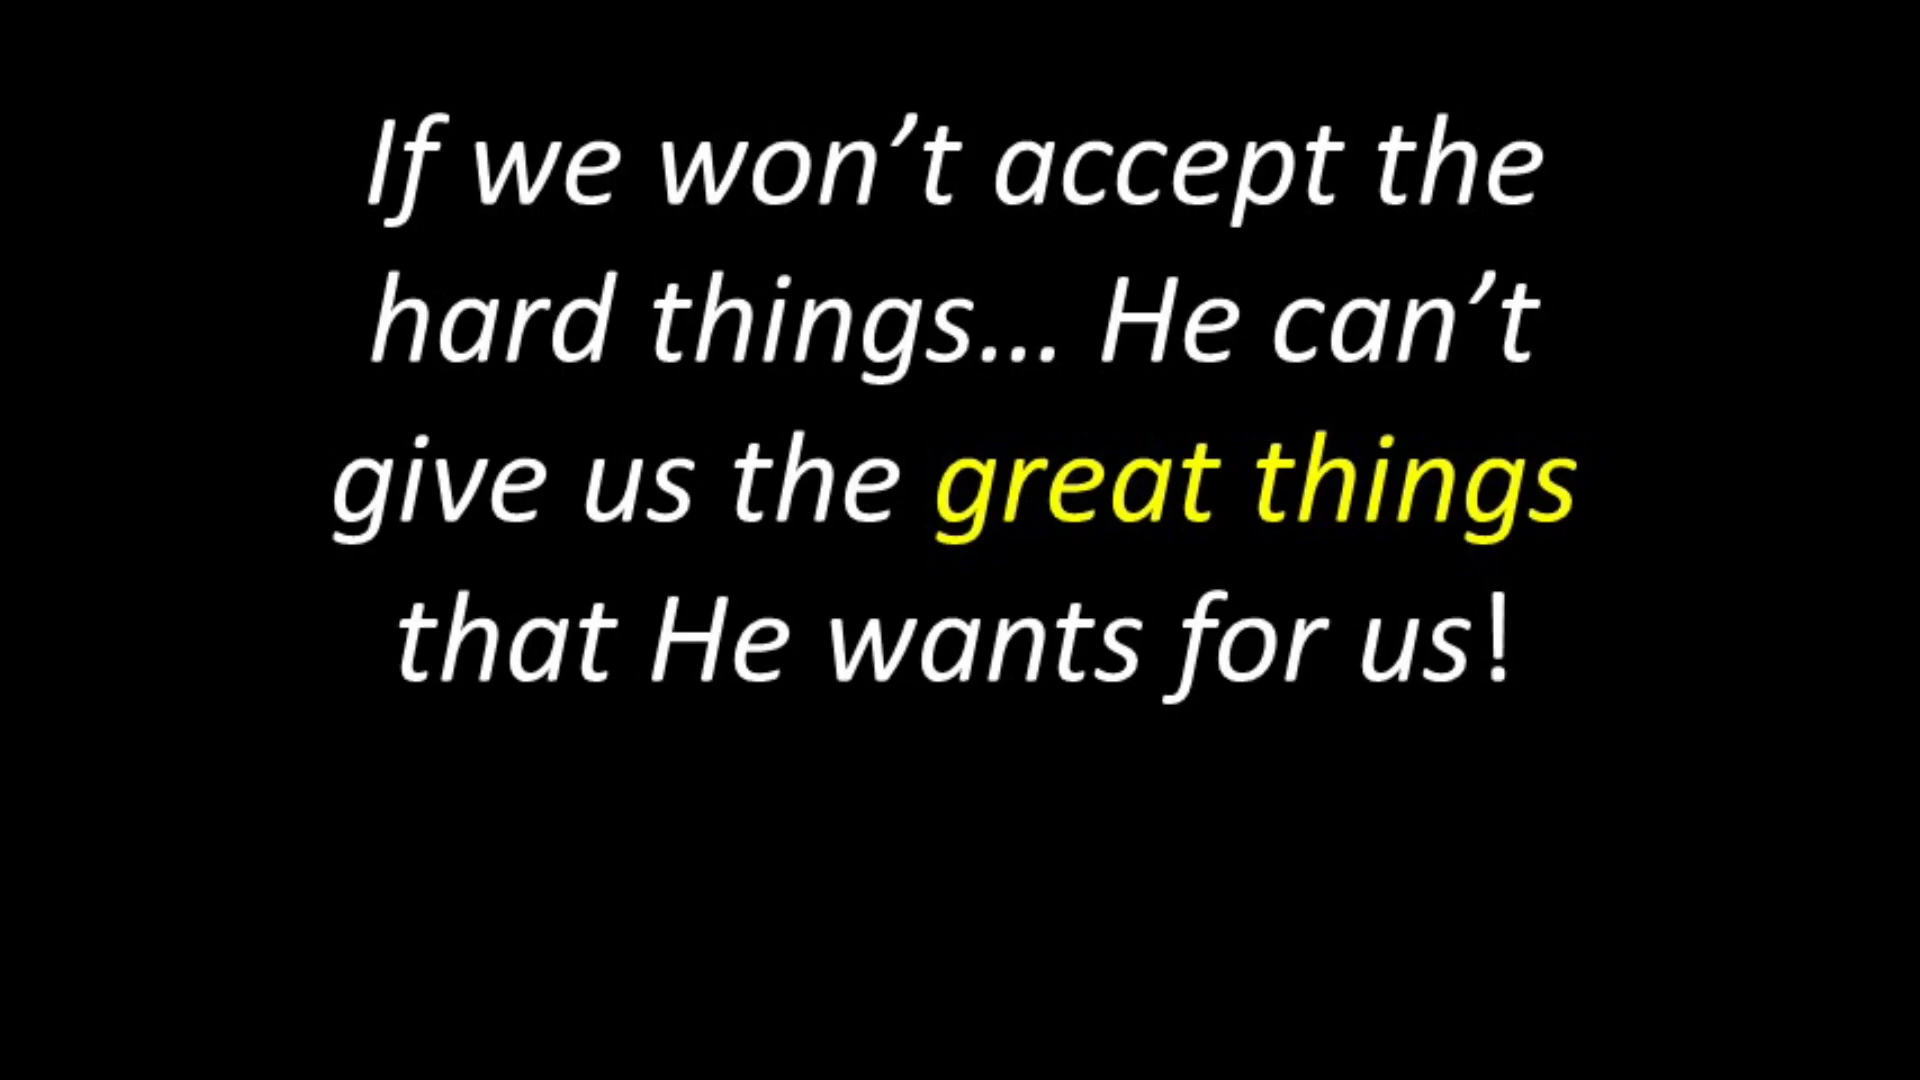 If we won’t accept the
hard things… He can’t
give us the great things
that He wants for us!